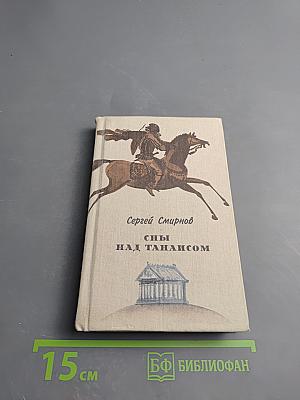 Сергей Смирнов
СНЫ
НАД ТАНАИСОМ
15 см
БФ БИБЛИОФАН